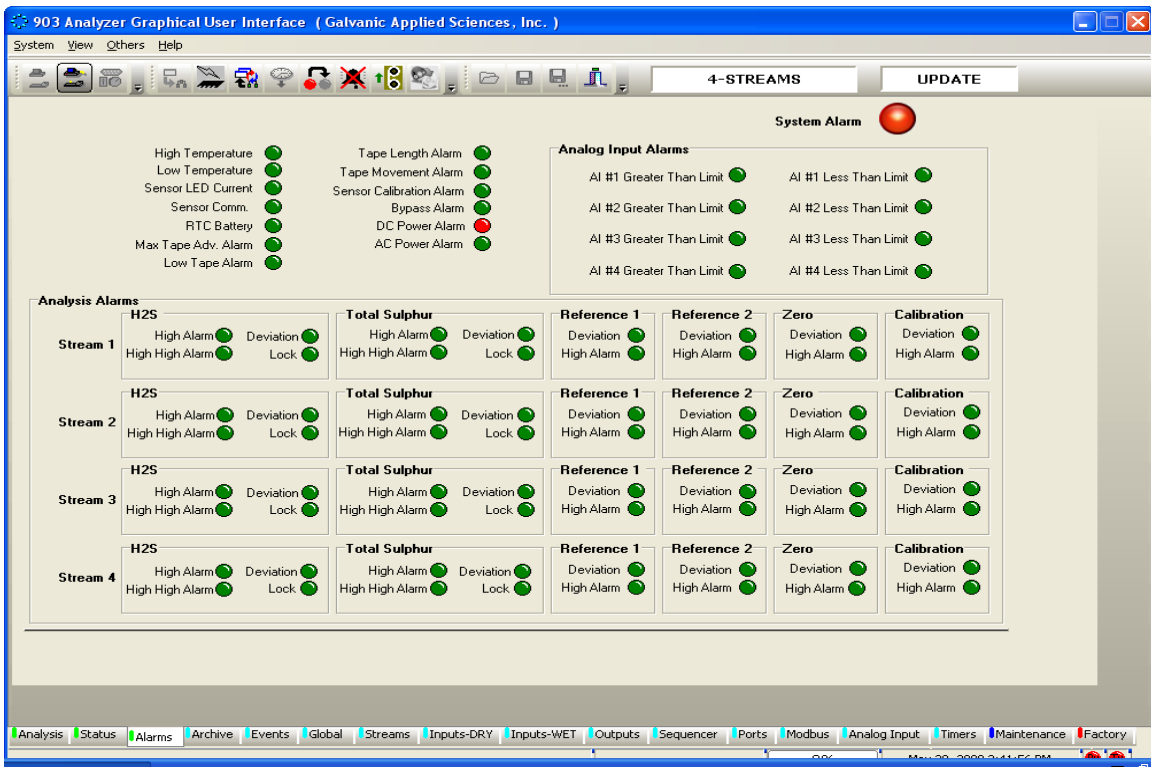 903 Analyzer Graphical User Interface ( Galvanic Applied Sciences, Inc. )
System View Others Help
4-STREAMS UPDATE
System Alarm
High Temperature
Low Temperature
Sensor LED Current
Sensor Comm.
RTC Battery
Max Tape Adv. Alarm
Low Tape Alarm
Tape Length Alarm
Tape Movement Alarm
Sensor Calibration Alarm
Bypass Alarm
DC Power Alarm
AC Power Alarm
Analog Input Alarms
AI #1 Greater Than Limit AI #1 Less Than Limit
AI #2 Greater Than Limit AI #2 Less Than Limit
AI #3 Greater Than Limit AI #3 Less Than Limit
AI #4 Greater Than Limit AI #4 Less Than Limit
Analysis Alarms
H2S Total Sulphur Reference 1 Reference 2 Zero Calibration
Stream 1
High Alarm Deviation High Alarm Deviation Deviation Deviation Deviation Deviation
High High Alarm Lock High High Alarm Lock High Alarm High Alarm High Alarm High Alarm
H2S Total Sulphur Reference 1 Reference 2 Zero Calibration
Stream 2
High Alarm Deviation High Alarm Deviation Deviation Deviation Deviation Deviation
High High Alarm Lock High High Alarm Lock High Alarm High Alarm High Alarm High Alarm
H2S Total Sulphur Reference 1 Reference 2 Zero Calibration
Stream 3
High Alarm Deviation High Alarm Deviation Deviation Deviation Deviation Deviation
High High Alarm Lock High High Alarm Lock High Alarm High Alarm High Alarm High Alarm
H2S Total Sulphur Reference 1 Reference 2 Zero Calibration
Stream 4
High Alarm Deviation High Alarm Deviation Deviation Deviation Deviation Deviation
High High Alarm Lock High High Alarm Lock High Alarm High Alarm High Alarm High Alarm
Analysis Status Alarms Archive Events Global Streams Inputs-DRY Inputs-WET Outputs Sequencer Ports Modbus Analog Input Timers Maintenance Factory